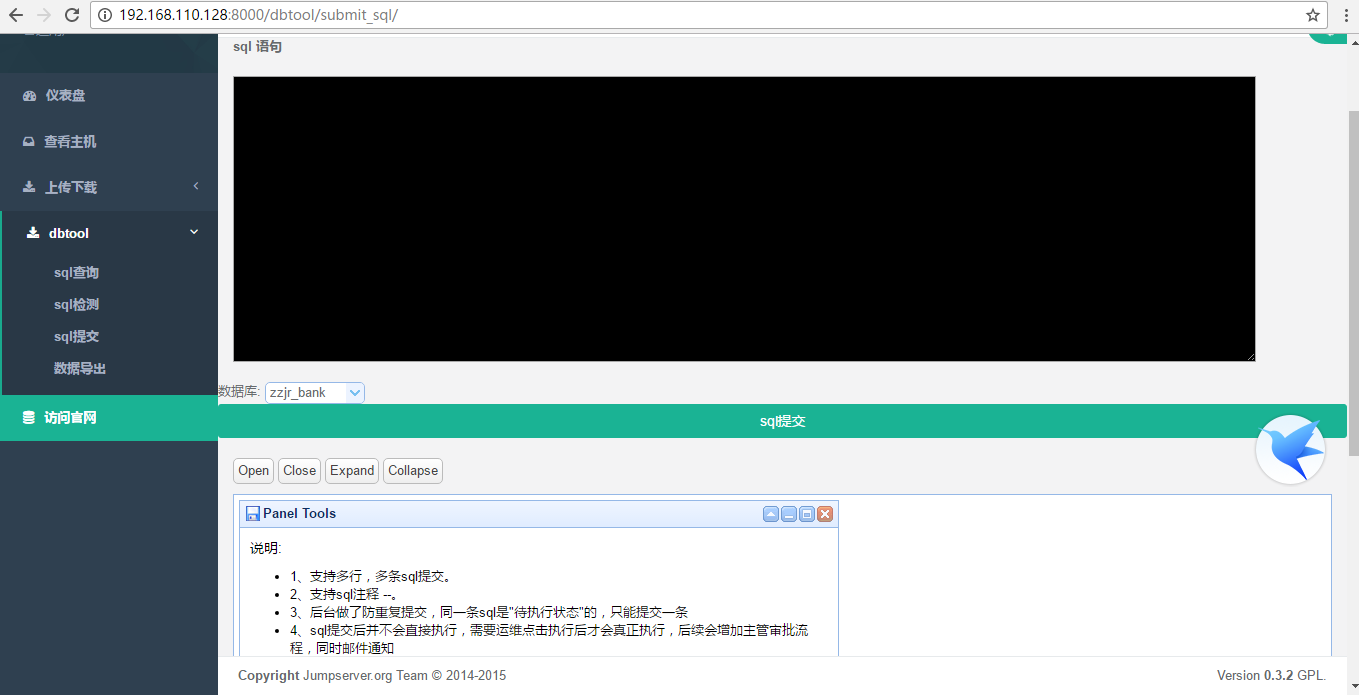 192.168.110.128:8000/dbtool/submit_sql/
sql 语句
仪表盘
查看主机
上传下载
dbtool
sql查询
sql检测
sql提交
数据导出
访问官网
数据库: zzjr_bank
sql提交
Open Close Expand Collapse
Panel Tools
说明:
1、支持多行，多条sql提交。
2、支持sql注释 --。
3、后台做了防重复提交，同一条sql是"待执行状态"的，只能提交一条
4、sql提交后并不会直接执行，需要运维点击执行后才会真正执行，后续会增加主管审批流
程，同时邮件通知
Copyright Jumpserver.org Team © 2014-2015
Version 0.3.2 GPL.